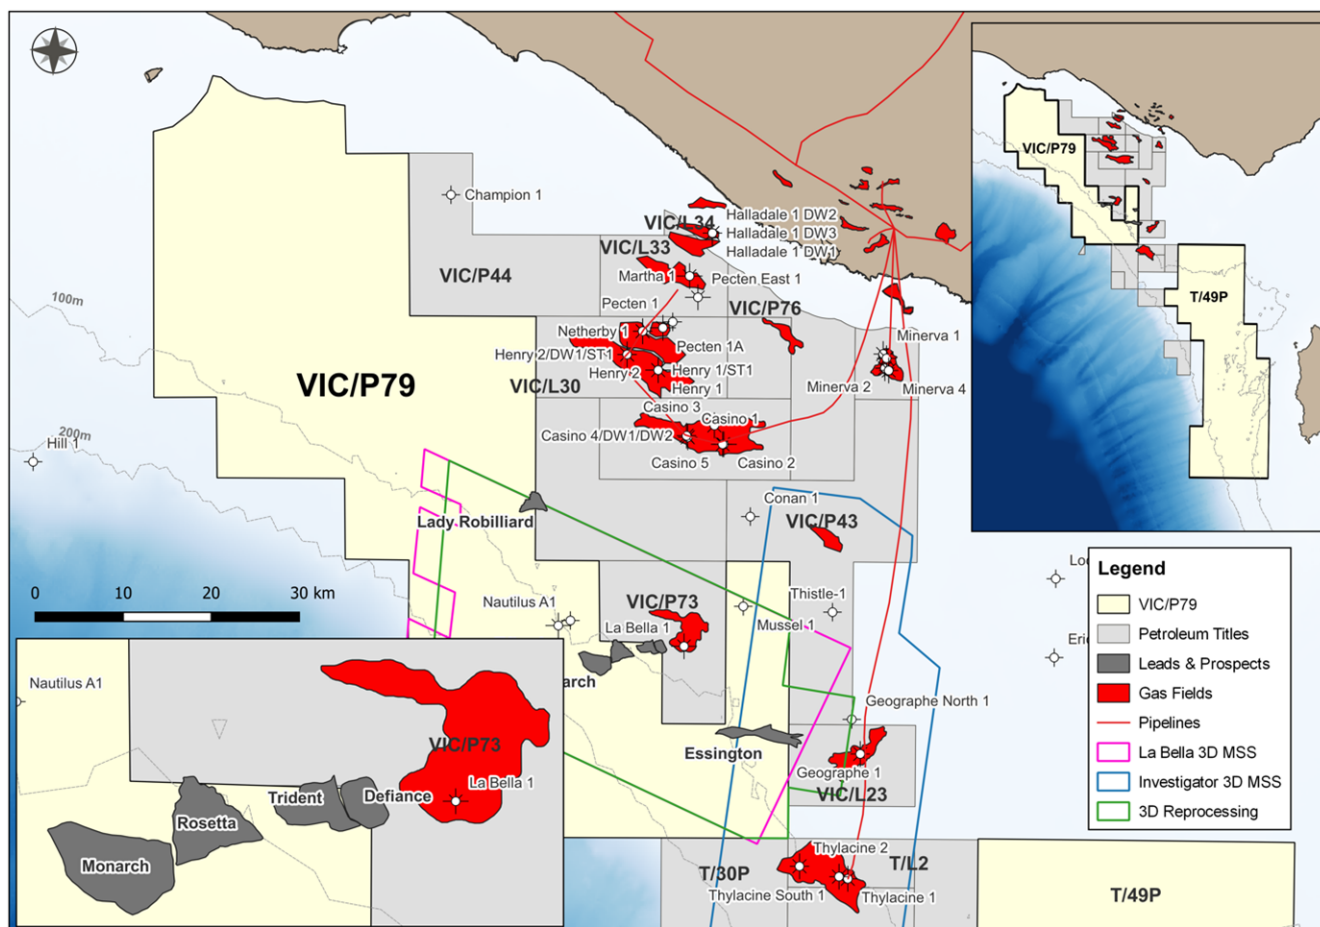 VIC/P79
T/49P
Champion 1
VIC/L34
Halladale 1 DW2
Halladale 1 DW3
Halladale 1 DW1
VIC/L33
VIC/P44
Martha 1
Pecten East 1
Pecten 1
VIC/P76
100m
Netherby 1
Minerva 1
Pecten 1A
Henry 2/DW1/ST1
Henry 1/ST1
Henry 2
VIC/L30
Henry 1
Minerva 2
Minerva 4
VIC/P79
Casino 3
Casino 1
200m
Hill 1
Casino 4/DW1/DW2
Casino 5
Casino 2
Conan 1
Lady Robilliard
VIC/P43
0 10 20 30 km
Nautilus A1
VIC/P73
La Bella 1
Thistle-1
Mussel 1
arch
Geographe North 1
Essington
Geographe 1
VIC/L23
Thylacine 2
T/30P
T/L2
Thylacine South 1
Thylacine 1
T/49P
Nautilus A1
VIC/P73
La Bella 1
Trident
Defiance
Rosetta
Monarch
Legend
VIC/P79
Petroleum Titles
Leads & Prospects
Gas Fields
Pipelines
La Bella 3D MSS
Investigator 3D MSS
3D Reprocessing